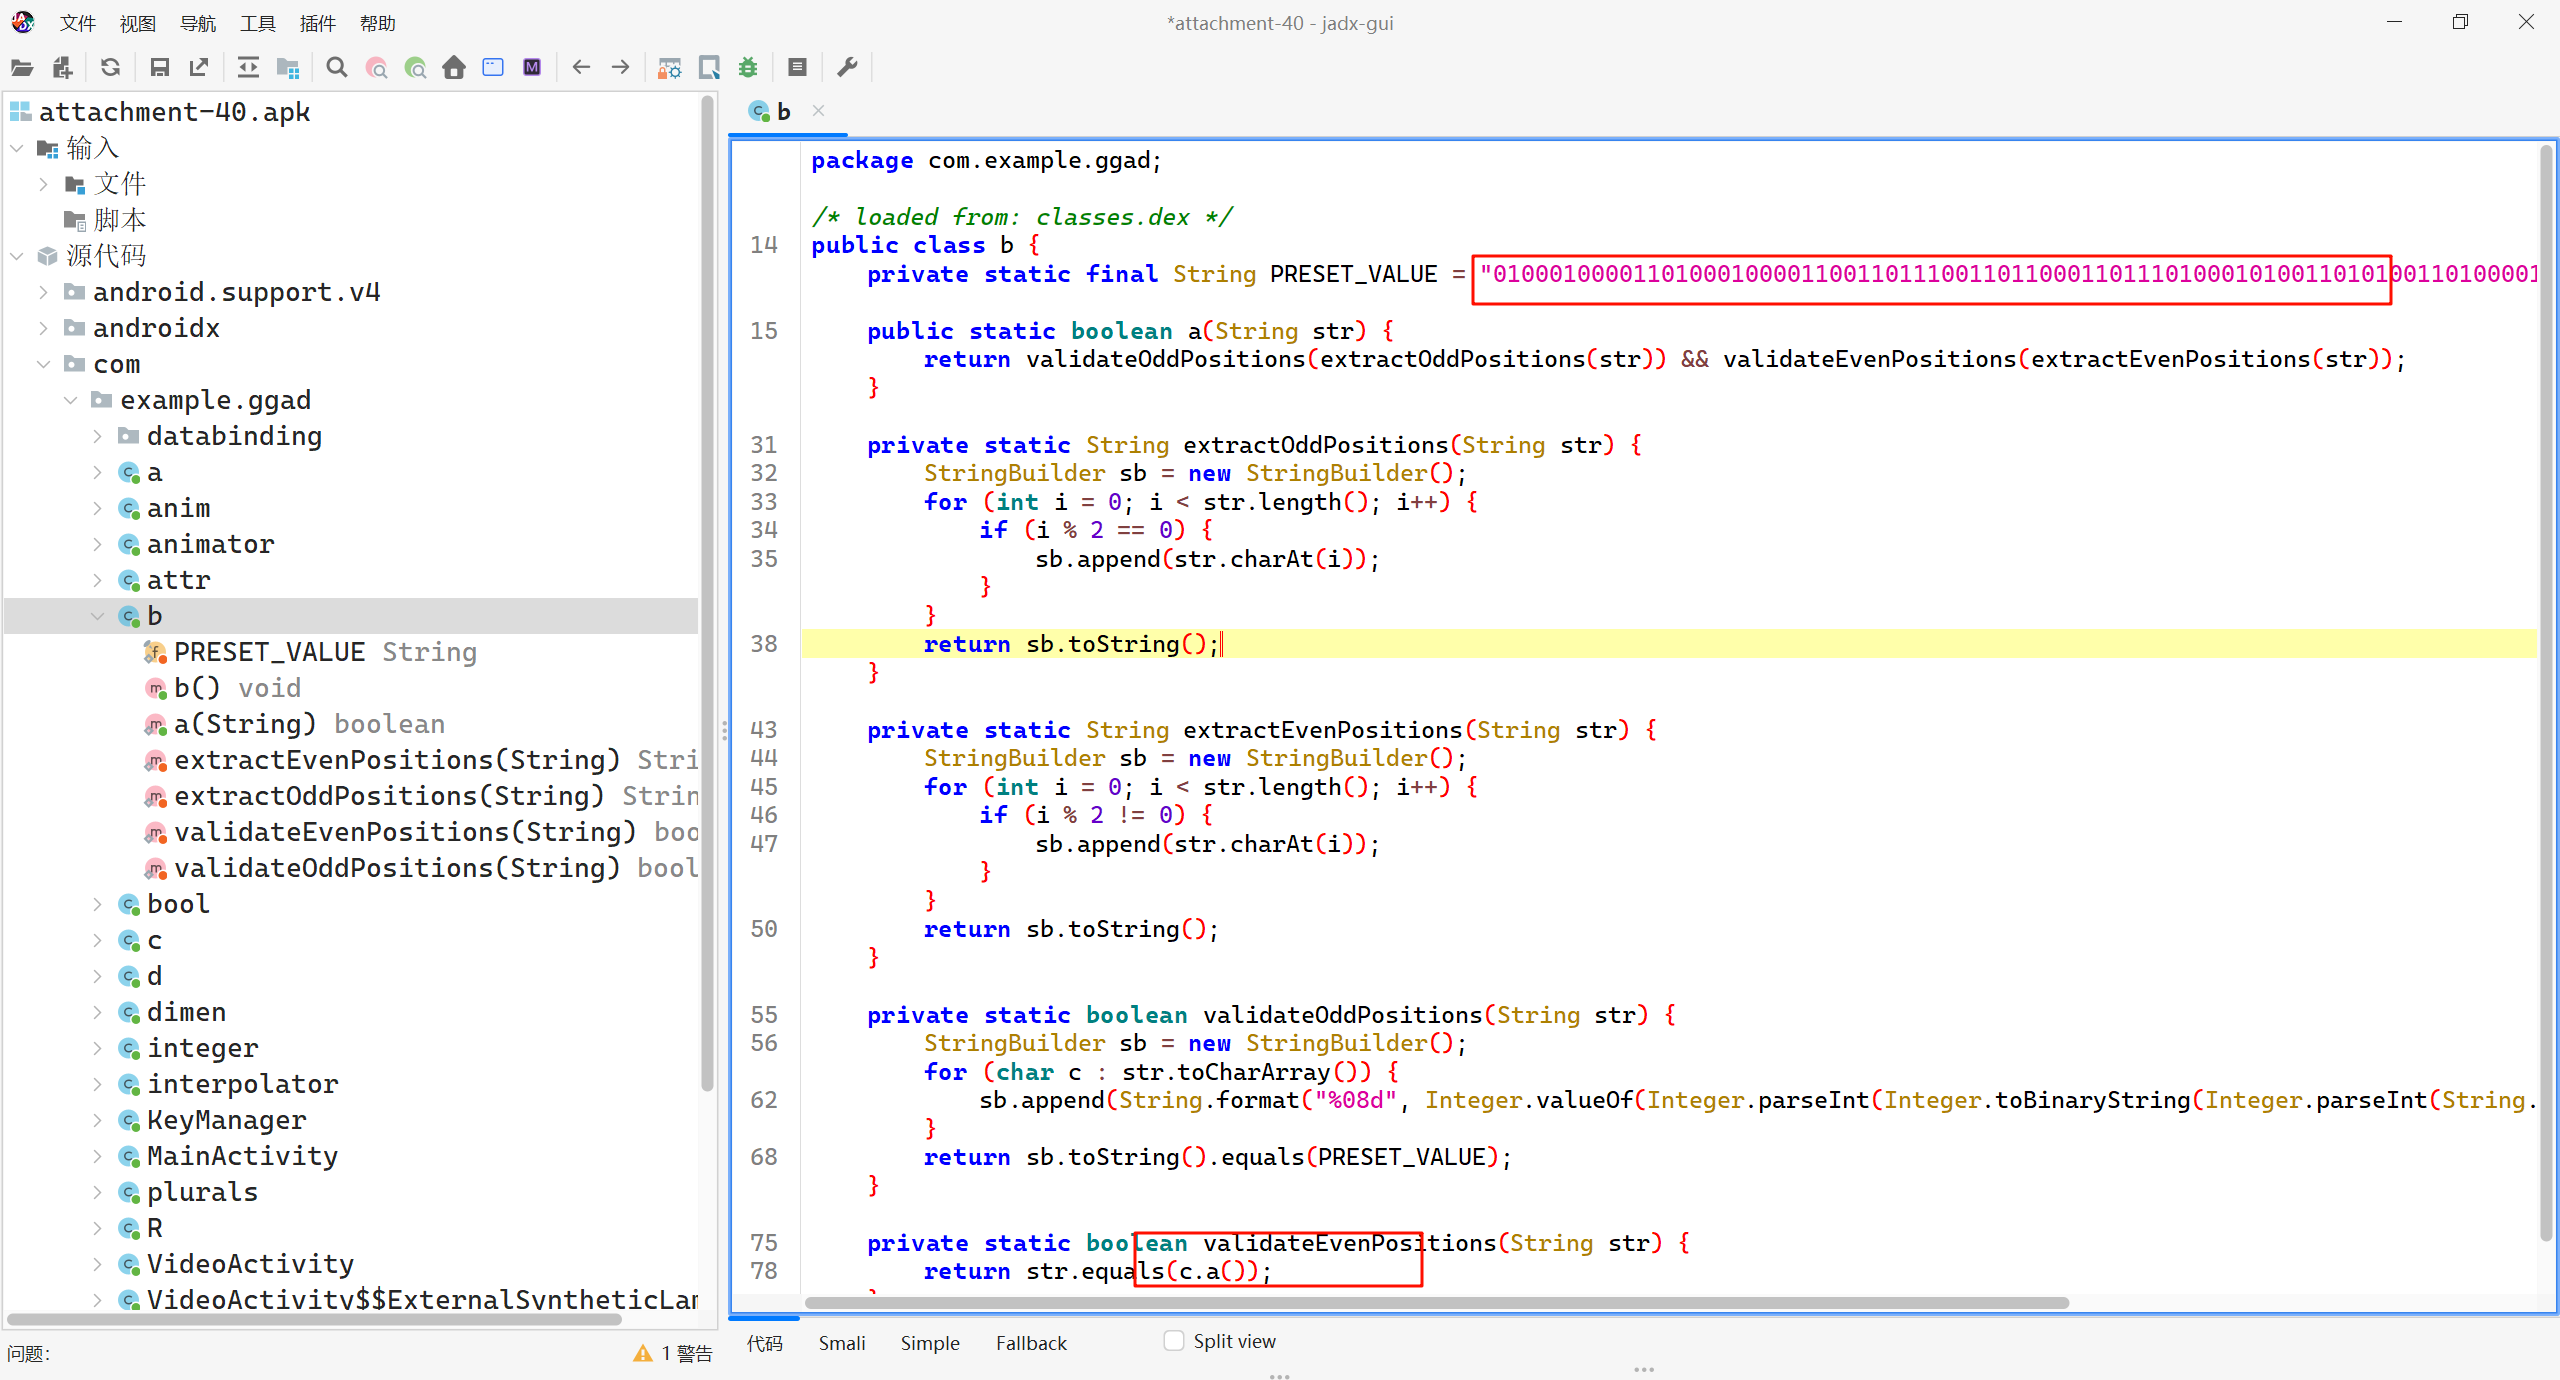 文件 视图 导航 工具 插件 帮助
*attachment-40 - jadx-gui
attachment-40.apk
输入
文件
脚本
源代码
android.support.v4
androidx
com
example.ggad
databinding
a
anim
animator
attr
b
PRESET_VALUE String
b() void
a(String) boolean
extractEvenPositions(String) Stri
extractOddPositions(String) Strin
validateEvenPositions(String) boo
validateOddPositions(String) bool
bool
c
d
dimen
integer
interpolator
KeyManager
MainActivity
plurals
R
VideoActivity
VideoActivity$$ExternalSyntheticLam
问题:
1 警告
b
package com.example.ggad;
/* loaded from: classes.dex */
14 public class b {
private static final String PRESET_VALUE = "010001000011010001000011001101110011011000110111010001010011010100110100001
15 public static boolean a(String str) {
return validateOddPositions(extractOddPositions(str)) && validateEvenPositions(extractEvenPositions(str));
}
31 private static String extractOddPositions(String str) {
32 StringBuilder sb = new StringBuilder();
33 for (int i = 0; i < str.length(); i++) {
34 if (i % 2 == 0) {
35 sb.append(str.charAt(i));
}
}
38 return sb.toString();
}
43 private static String extractEvenPositions(String str) {
44 StringBuilder sb = new StringBuilder();
45 for (int i = 0; i < str.length(); i++) {
46 if (i % 2 != 0) {
47 sb.append(str.charAt(i));
}
}
50 return sb.toString();
}
55 private static boolean validateOddPositions(String str) {
56 StringBuilder sb = new StringBuilder();
for (char c : str.toCharArray()) {
62 sb.append(String.format("%08d", Integer.valueOf(Integer.parseInt(Integer.toBinaryString(Integer.parseInt(String.
}
68 return sb.toString().equals(PRESET_VALUE);
}
75 private static boolean validateEvenPositions(String str) {
78 return str.equals(c.a());
代码 Smali Simple Fallback Split view